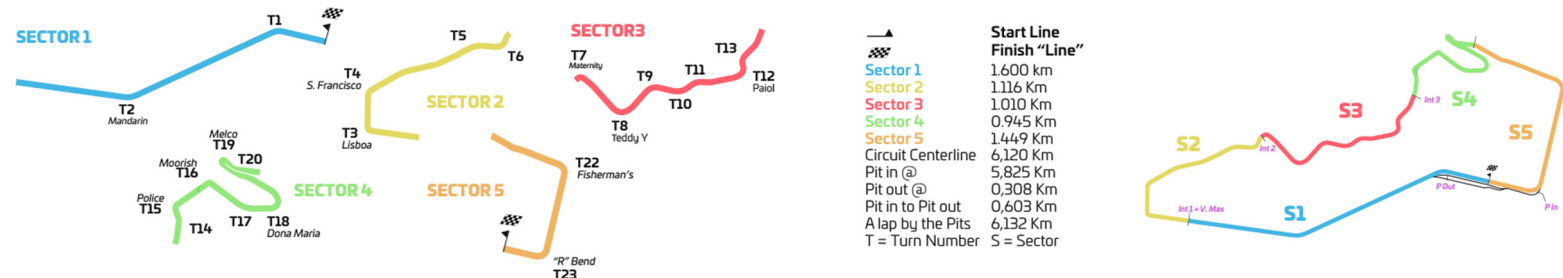 SECTOR 1
T1
T2
Mandarin
T5
T6
T4
S. Francisco
SECTOR 2
T3
Lisboa
SECTOR3
T7
Maternity
T13
T9
T11
T12
Paiol
T10
T8
Teddy Y
Melco
T19
T20
Moorish
T16
SECTOR 4
Police
T15
T14
T17
T18
Dona Maria
SECTOR 5
T22
Fisherman's
"R" Bend
T23
Start Line
Finish “Line”
Sector 1 1.600 km
Sector 2 1.116 km
Sector 3 1.010 km
Sector 4 0.945 km
Sector 5 1.449 Km
Circuit Centerline 6,120 Km
Pit in @ 5,825 km
Pit out @ 0,308 Km
Pit in to Pit out 0,603 Km
A lap by the Pits 6,132 Km
T = Turn Number S = Sector
S4
Int 3
S3
S5
S2
Int 2
P Out
P In
Int 1 + V. Max
S1